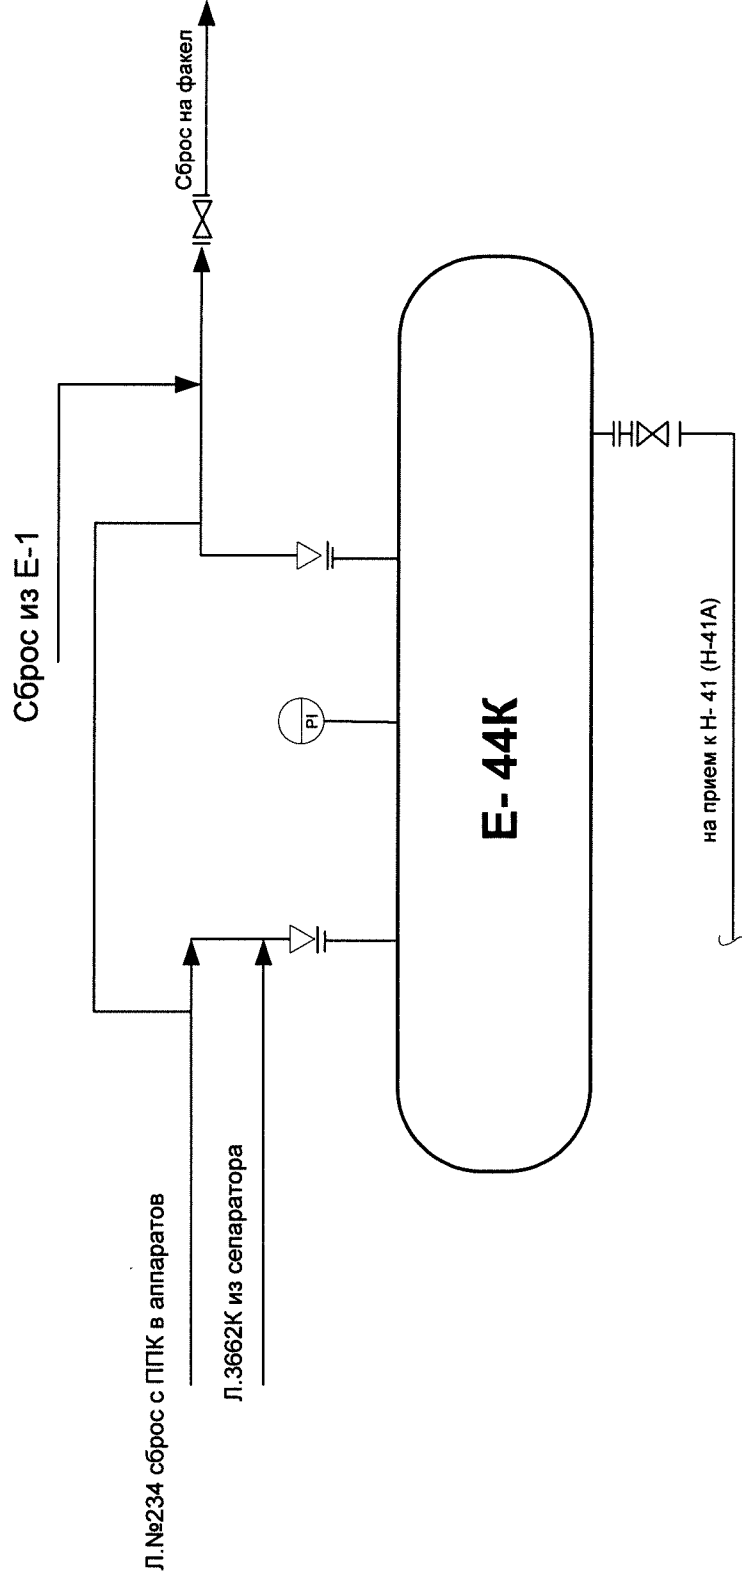 Сброс на факел
Сброс из Е-1
PI
Е- 44К
на прием к Н- 41 (Н-41А)
Л.№234 сброс с ППК в аппаратов
Л.3662К из сепаратора